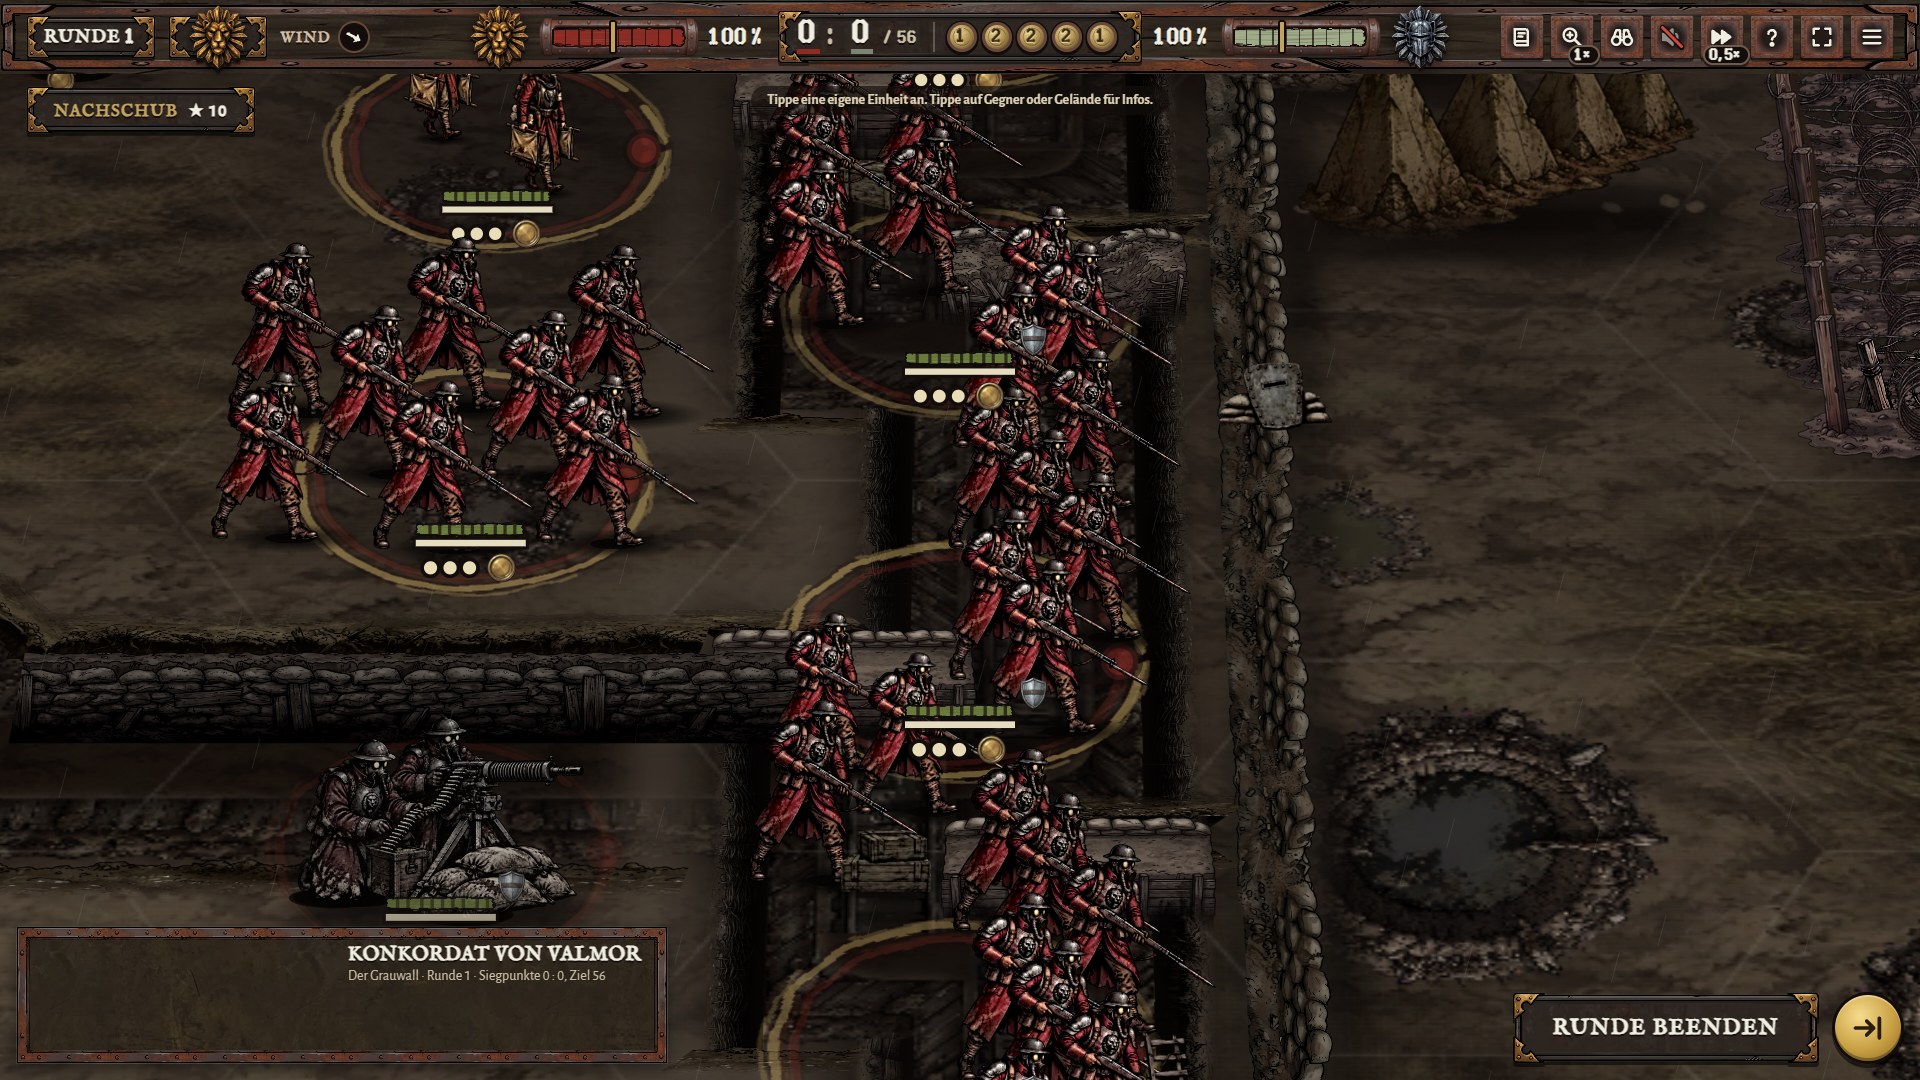 RUNDE 1
WIND
100 %
0 : 0 / 56
1 2 2 2 1
100 %
1×
0,5×
?
NACHSCHUB ★ 10
Tippe eine eigene Einheit an. Tippe auf Gegner oder Gelände für Infos.
KONKORDAT VON VALMOR
Der Grauwall · Runde 1 · Siegpunkte 0 : 0, Ziel 56
RUNDE BEENDEN